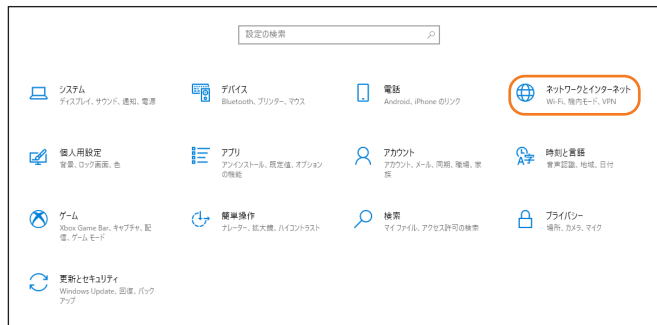 設定の検索
システム
ディスプレイ、サウンド、通知、電源
デバイス
Bluetooth、プリンター、マウス
電話
Android、iPhone のリンク
ネットワークとインターネット
Wi-Fi、機内モード、VPN
個人用設定
背景、ロック画面、色
アプリ
アンインストール、既定値、オプション
の機能
アカウント
アカウント、メール、同期、職場、家
族
時刻と言語
音声認識、地域、日付
ゲーム
Xbox Game Bar、キャプチャ、配
信、ゲーム モード
簡単操作
ナレーター、拡大鏡、ハイコントラスト
検索
マイ ファイル、アクセス許可の検索
プライバシー
場所、カメラ、マイク
更新とセキュリティ
Windows Update、回復、バック
アップ